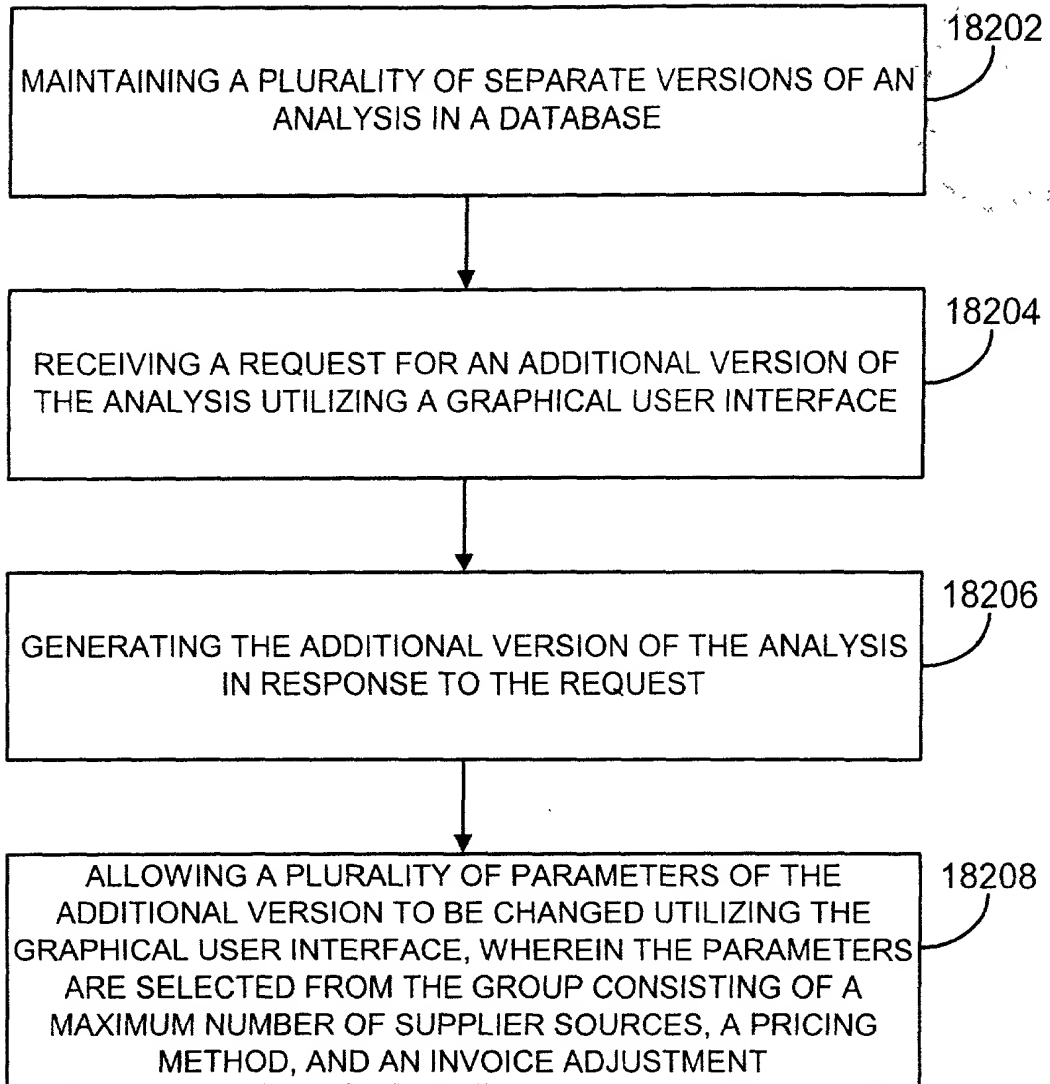 18202
MAINTAINING A PLURALITY OF SEPARATE VERSIONS OF AN
ANALYSIS IN A DATABASE
18204
RECEIVING A REQUEST FOR AN ADDITIONAL VERSION OF
THE ANALYSIS UTILIZING A GRAPHICAL USER INTERFACE
18206
GENERATING THE ADDITIONAL VERSION OF THE ANALYSIS
IN RESPONSE TO THE REQUEST
18208
ALLOWING A PLURALITY OF PARAMETERS OF THE
ADDITIONAL VERSION TO BE CHANGED UTILIZING THE
GRAPHICAL USER INTERFACE, WHEREIN THE PARAMETERS
ARE SELECTED FROM THE GROUP CONSISTING OF A
MAXIMUM NUMBER OF SUPPLIER SOURCES, A PRICING
METHOD, AND AN INVOICE ADJUSTMENT